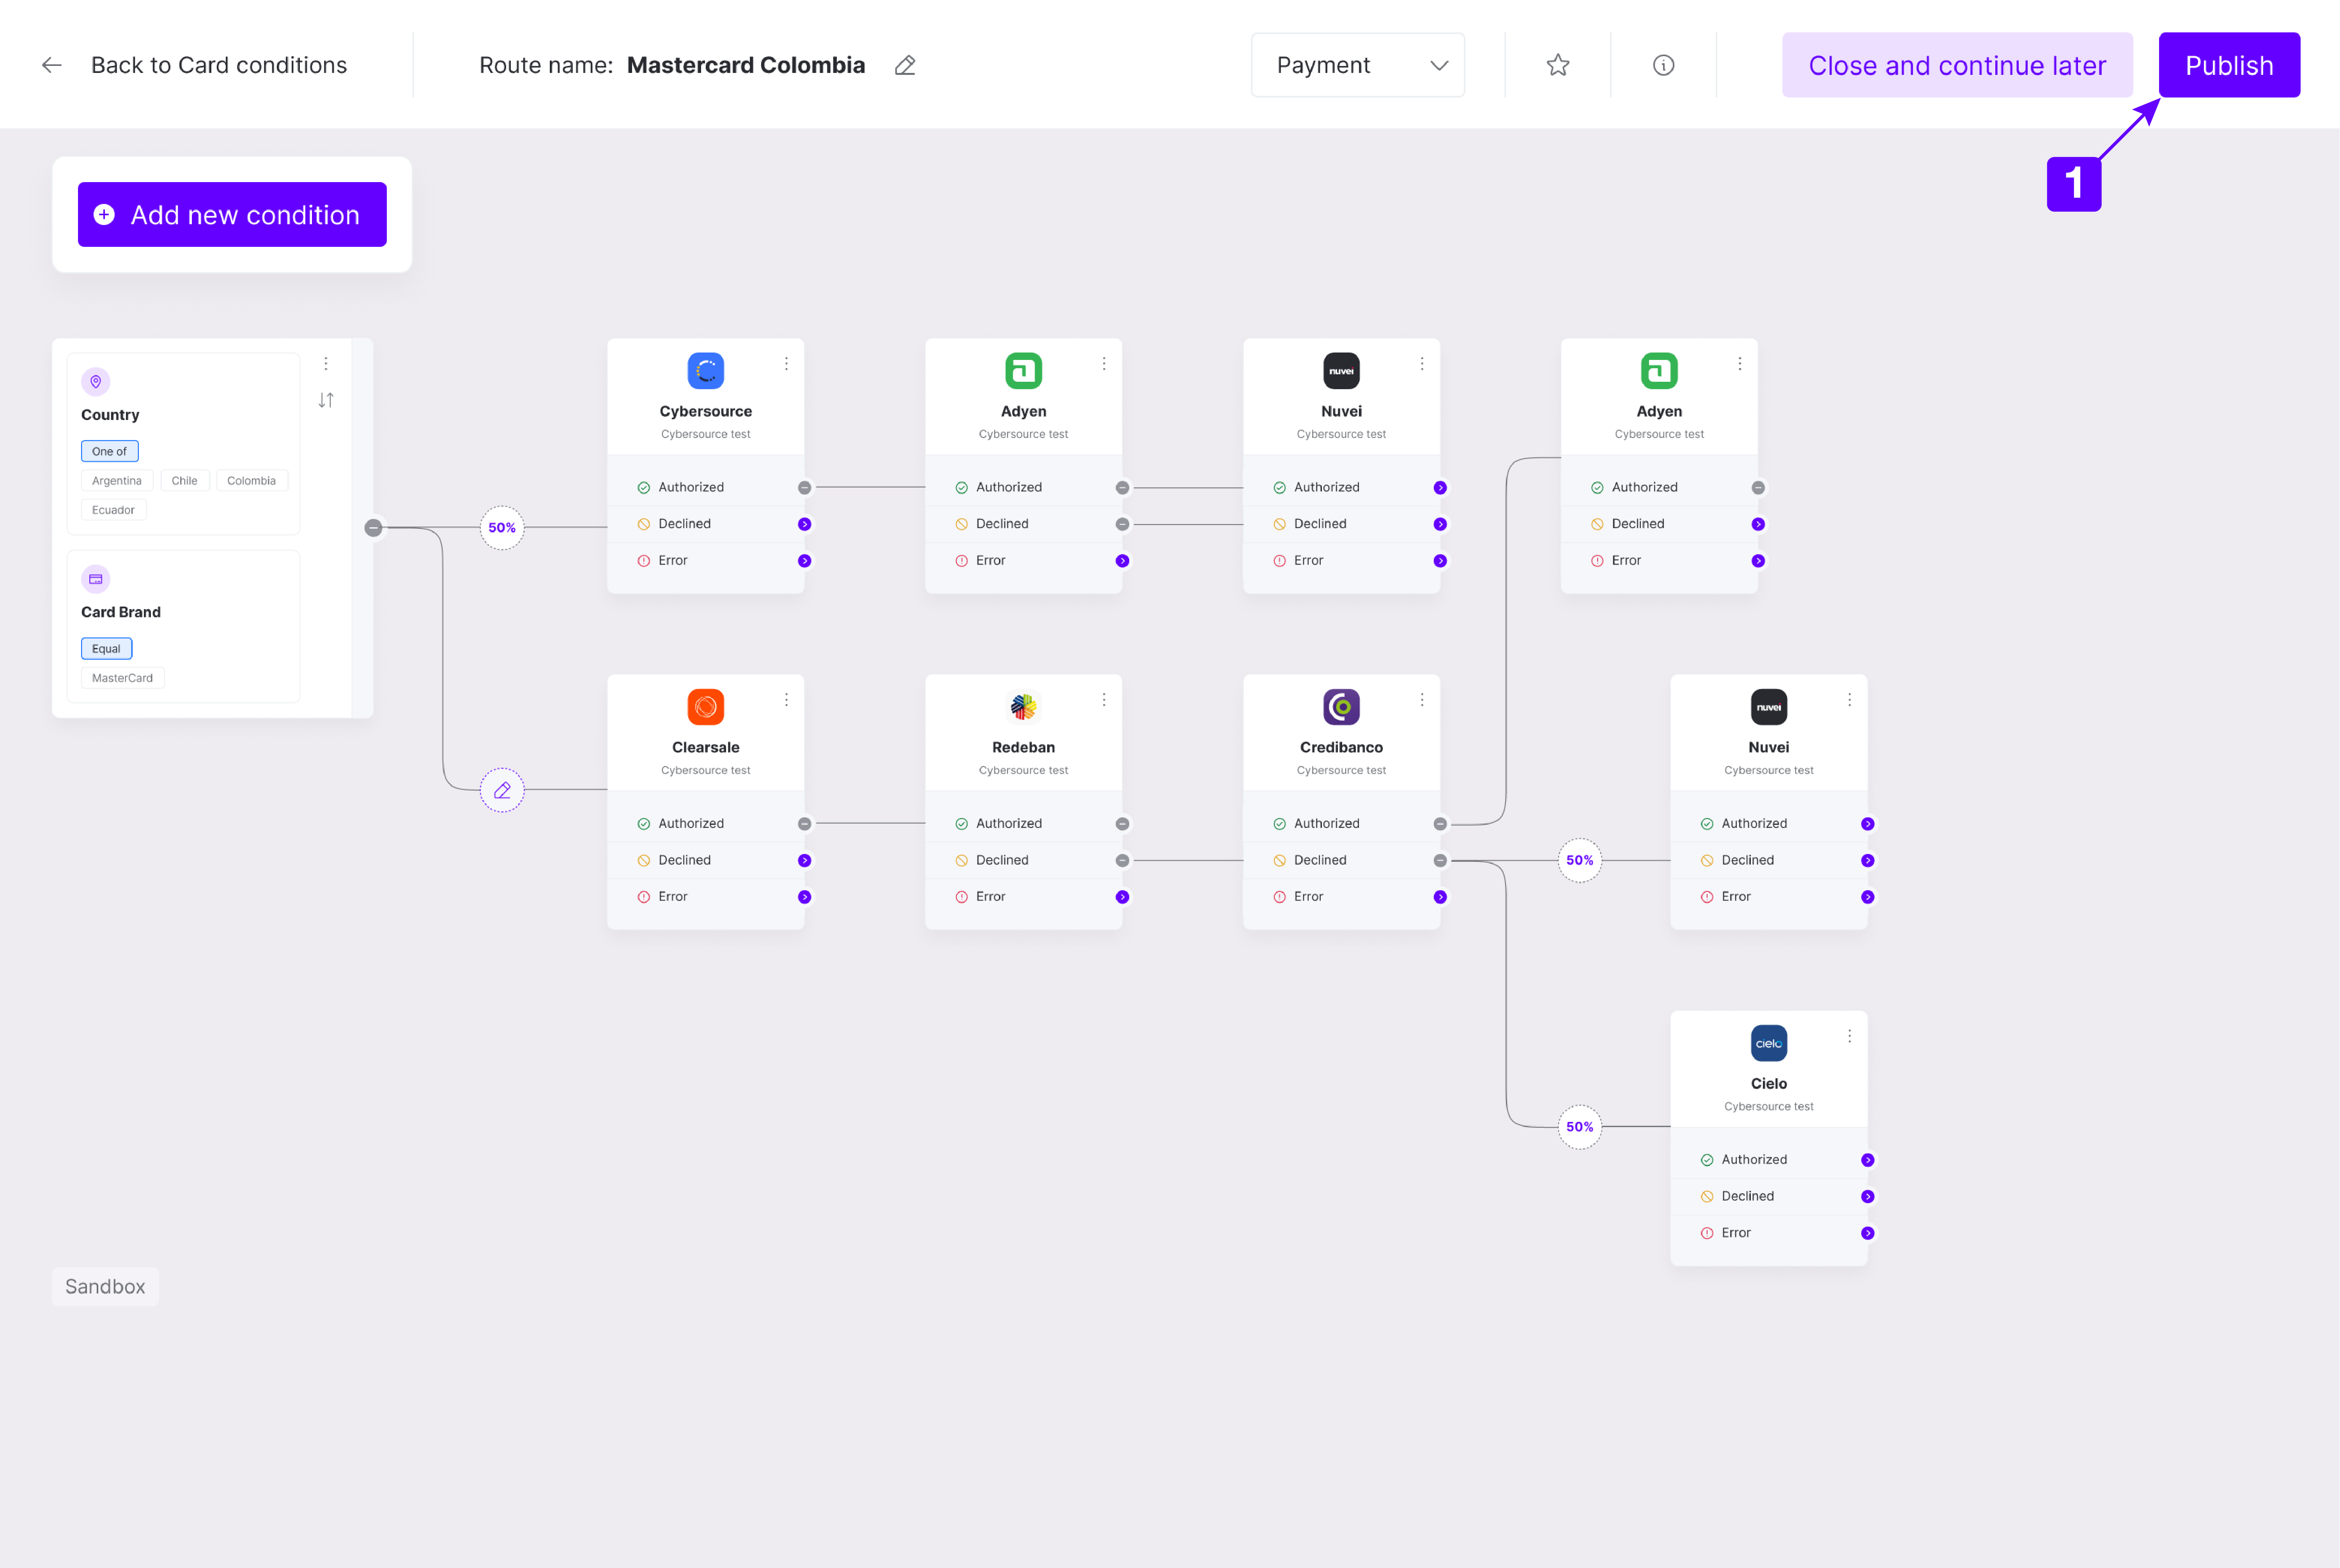 Back to Card conditions
Route name: Mastercard Colombia
Payment
Close and continue later
Publish
1
Add new condition
Country
One of
Argentina Chile Colombia
Ecuador
Card Brand
Equal
MasterCard
50%
Cybersource
Cybersource test
Authorized
Declined
Error
Adyen
Cybersource test
Authorized
Declined
Error
nuvei
Nuvei
Cybersource test
Authorized
Declined
Error
Adyen
Cybersource test
Authorized
Declined
Error
Clearsale
Cybersource test
Authorized
Declined
Error
Redeban
Cybersource test
Authorized
Declined
Error
Credibanco
Cybersource test
Authorized
Declined
Error
50%
nuvei
Nuvei
Cybersource test
Authorized
Declined
Error
50%
cielo
Cielo
Cybersource test
Authorized
Declined
Error
Sandbox